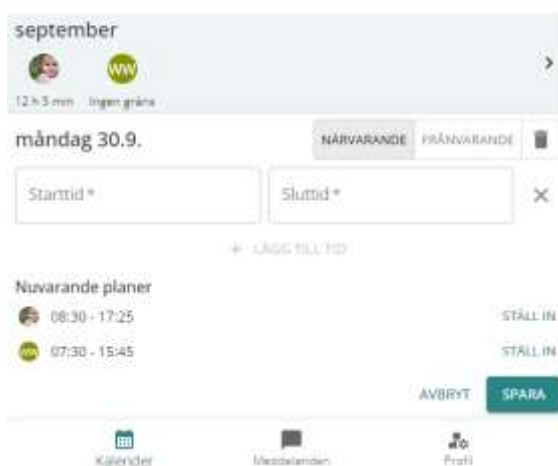 september
WW
12 h 5 min Ingen gräns
måndag 30.9.
NÄRVARANDE FRÅNVARANDE
Starttid * Sluttid *
+ LÄGG TILL TID
Nuvarande planer
08:30 - 17:25 STÄLL IN
WW 07:30 - 15:45 STÄLL IN
AVBRYT SPARA
Kalender Meddelanden Profil